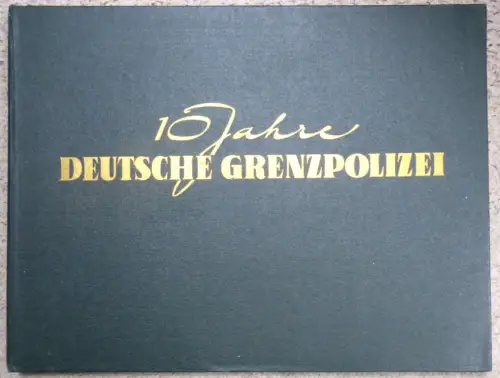 10 Jahre
DEUTSCHE GRENZPOLIZEI